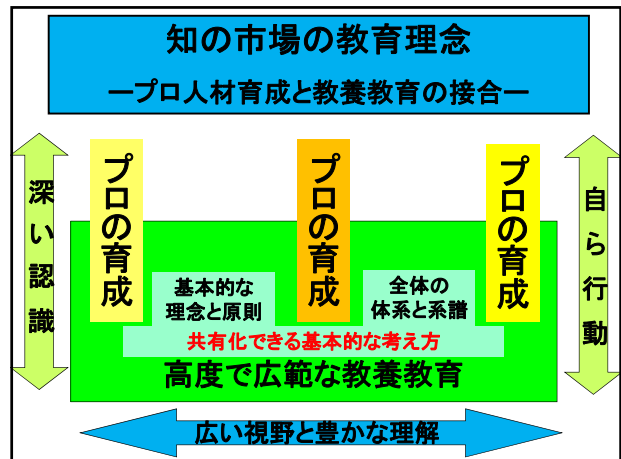 知の市場の教育理念
ープロ人材育成と教養教育の接合ー
深い認識
プロの育成
プロの育成
プロの育成
自ら行動
基本的な
理念と原則
全体の
体系と系譜
共有化できる基本的な考え方
高度で広範な教養教育
広い視野と豊かな理解